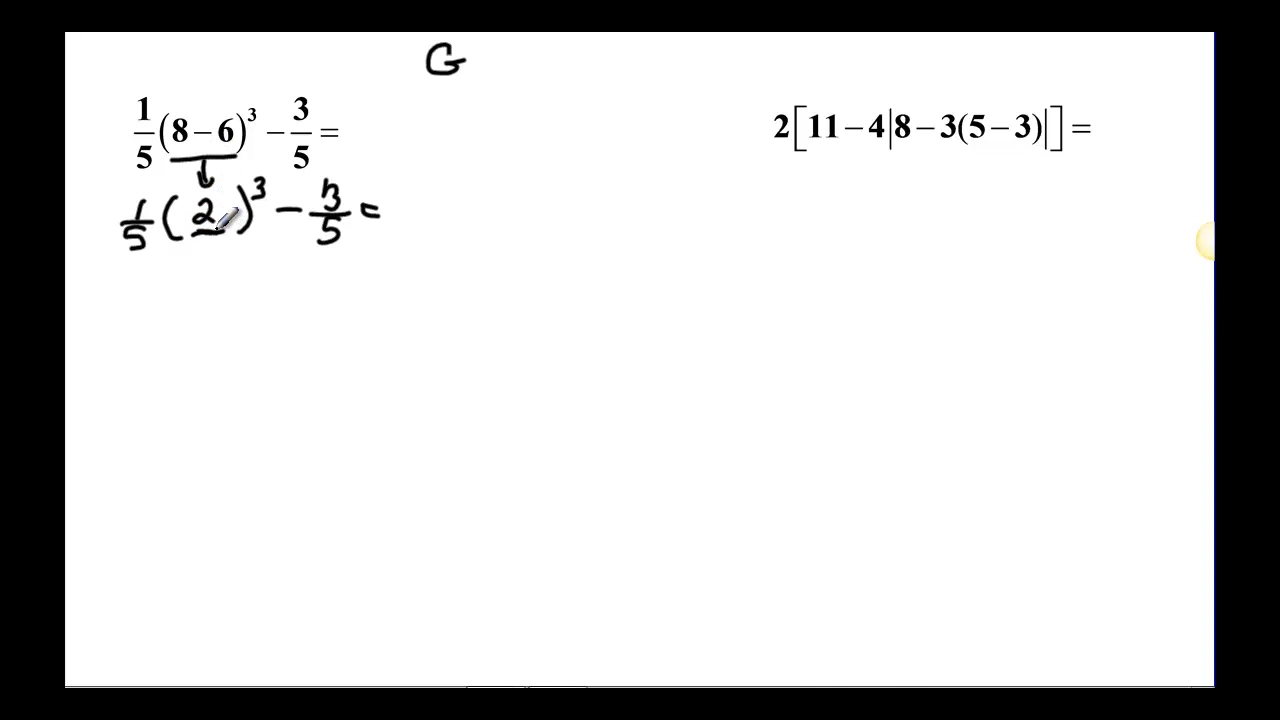 G
1/5(8−6)³ − 3/5 =
2[11−4|8−3(5−3)|] =
1/5(2)³ − 3/5 =